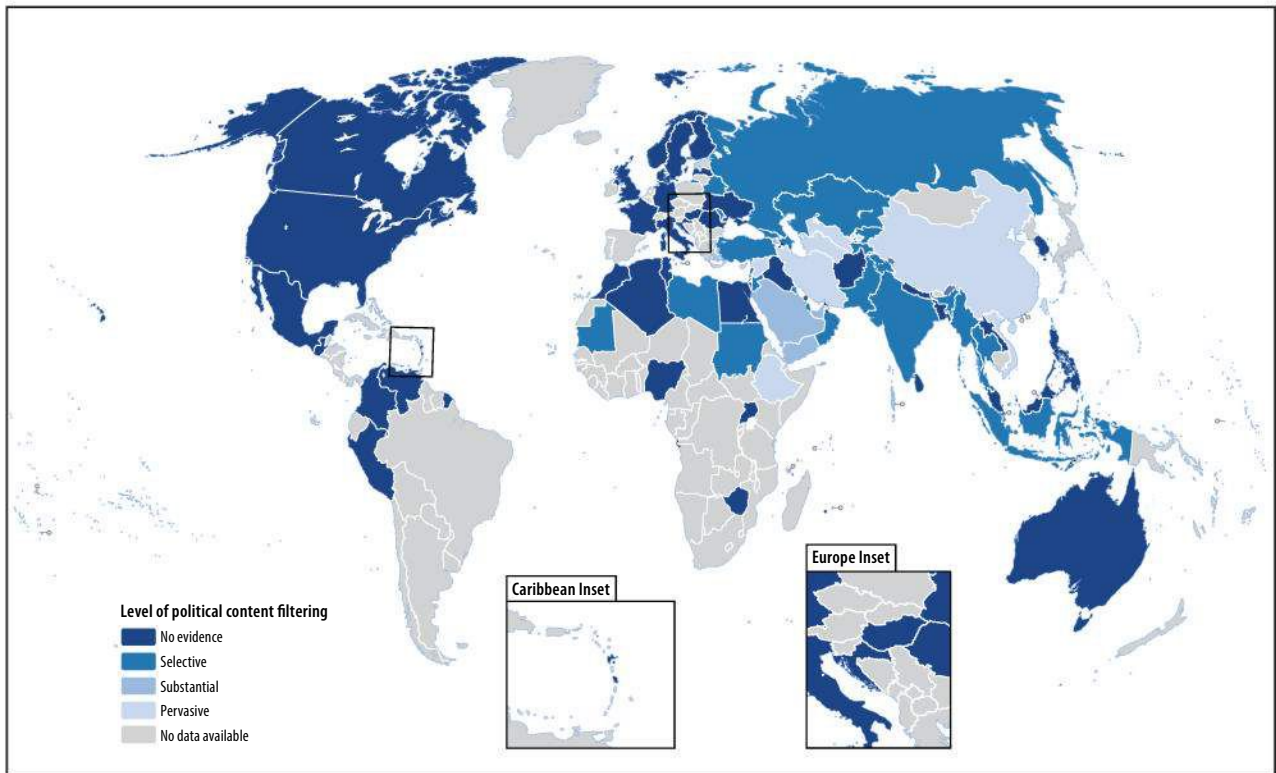 Europe Inset
Caribbean Inset
Level of political content filtering
No evidence
Selective
Substantial
Pervasive
No data available